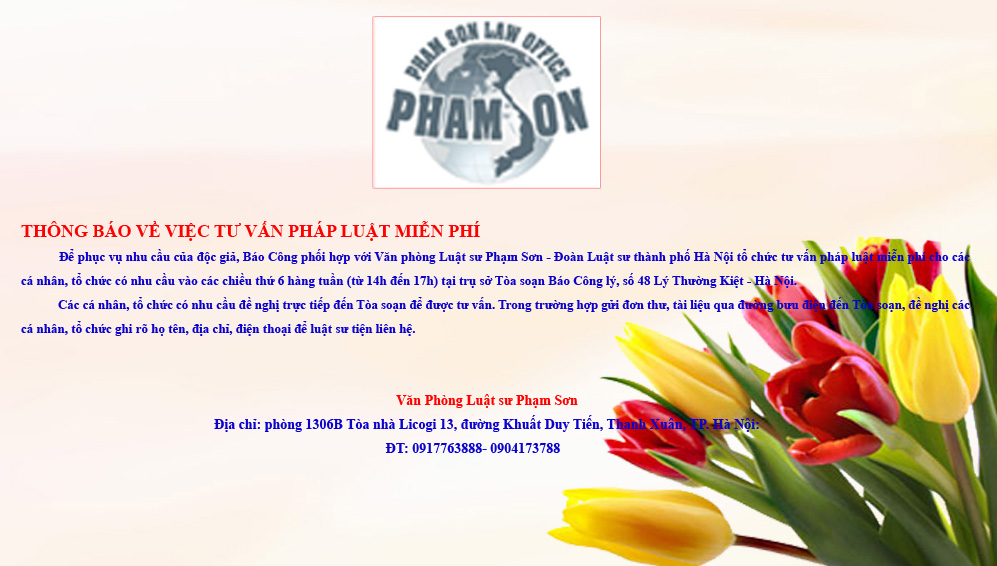 PHAM SON LAW OFFICE
PHAM SON
THÔNG BÁO VỀ VIỆC TƯ VẤN PHÁP LUẬT MIỄN PHÍ
Để phục vụ nhu cầu của độc giả, Báo Công phối hợp với Văn phòng Luật sư Phạm Sơn - Đoàn Luật sư thành phố Hà Nội tổ chức tư vấn pháp luật miễn phí cho các
cá nhân, tổ chức có nhu cầu vào các chiều thứ 6 hàng tuần (từ 14h đến 17h) tại trụ sở Tòa soạn Báo Công lý, số 48 Lý Thường Kiệt - Hà Nội.
Các cá nhân, tổ chức có nhu cầu đề nghị trực tiếp đến Tòa soạn để được tư vấn. Trong trường hợp gửi đơn thư, tài liệu qua đường bưu điện đến Tòa soạn, đề nghị các
cá nhân, tổ chức ghi rõ họ tên, địa chỉ, điện thoại để luật sư tiện liên hệ.
Văn Phòng Luật sư Phạm Sơn
Địa chỉ: phòng 1306B Tòa nhà Licogi 13, đường Khuất Duy Tiến, Thanh Xuân, TP. Hà Nội:
ĐT: 0917763888- 0904173788